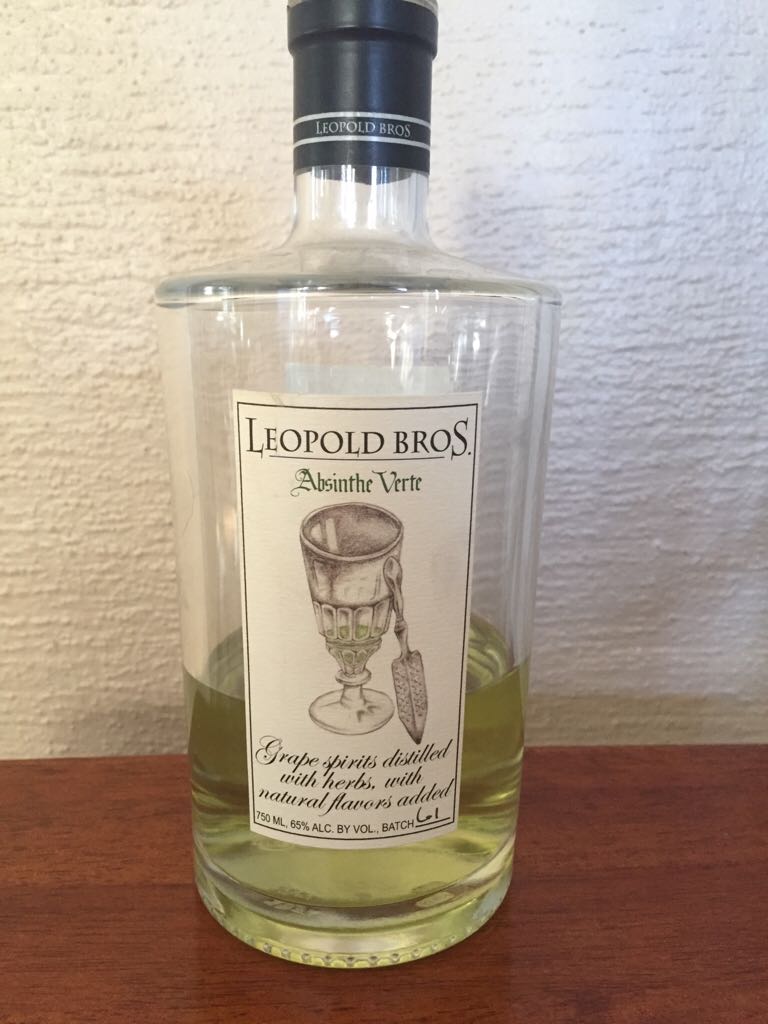 LEOPOLD BROS
LEOPOLD BROS.
Absinthe Verte
Grape spirits distilled
with herbs, with
natural flavors added
750 ML, 65% ALC. BY VOL., BATCH 61